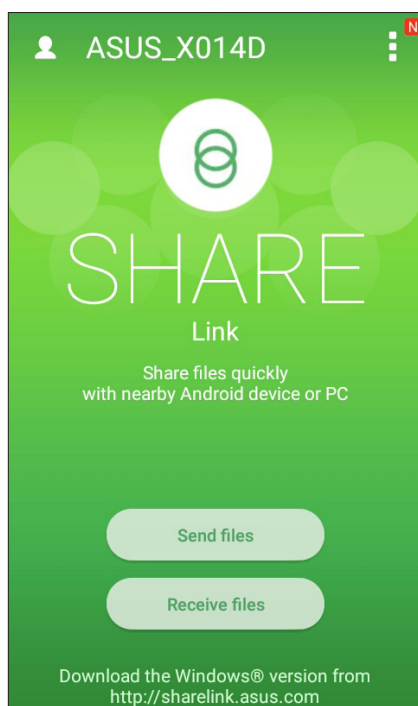 ASUS_X014D
N
SHARE
Link
Share files quickly
with nearby Android device or PC
Send files
Receive files
Download the Windows® version from
http://sharelink.asus.com